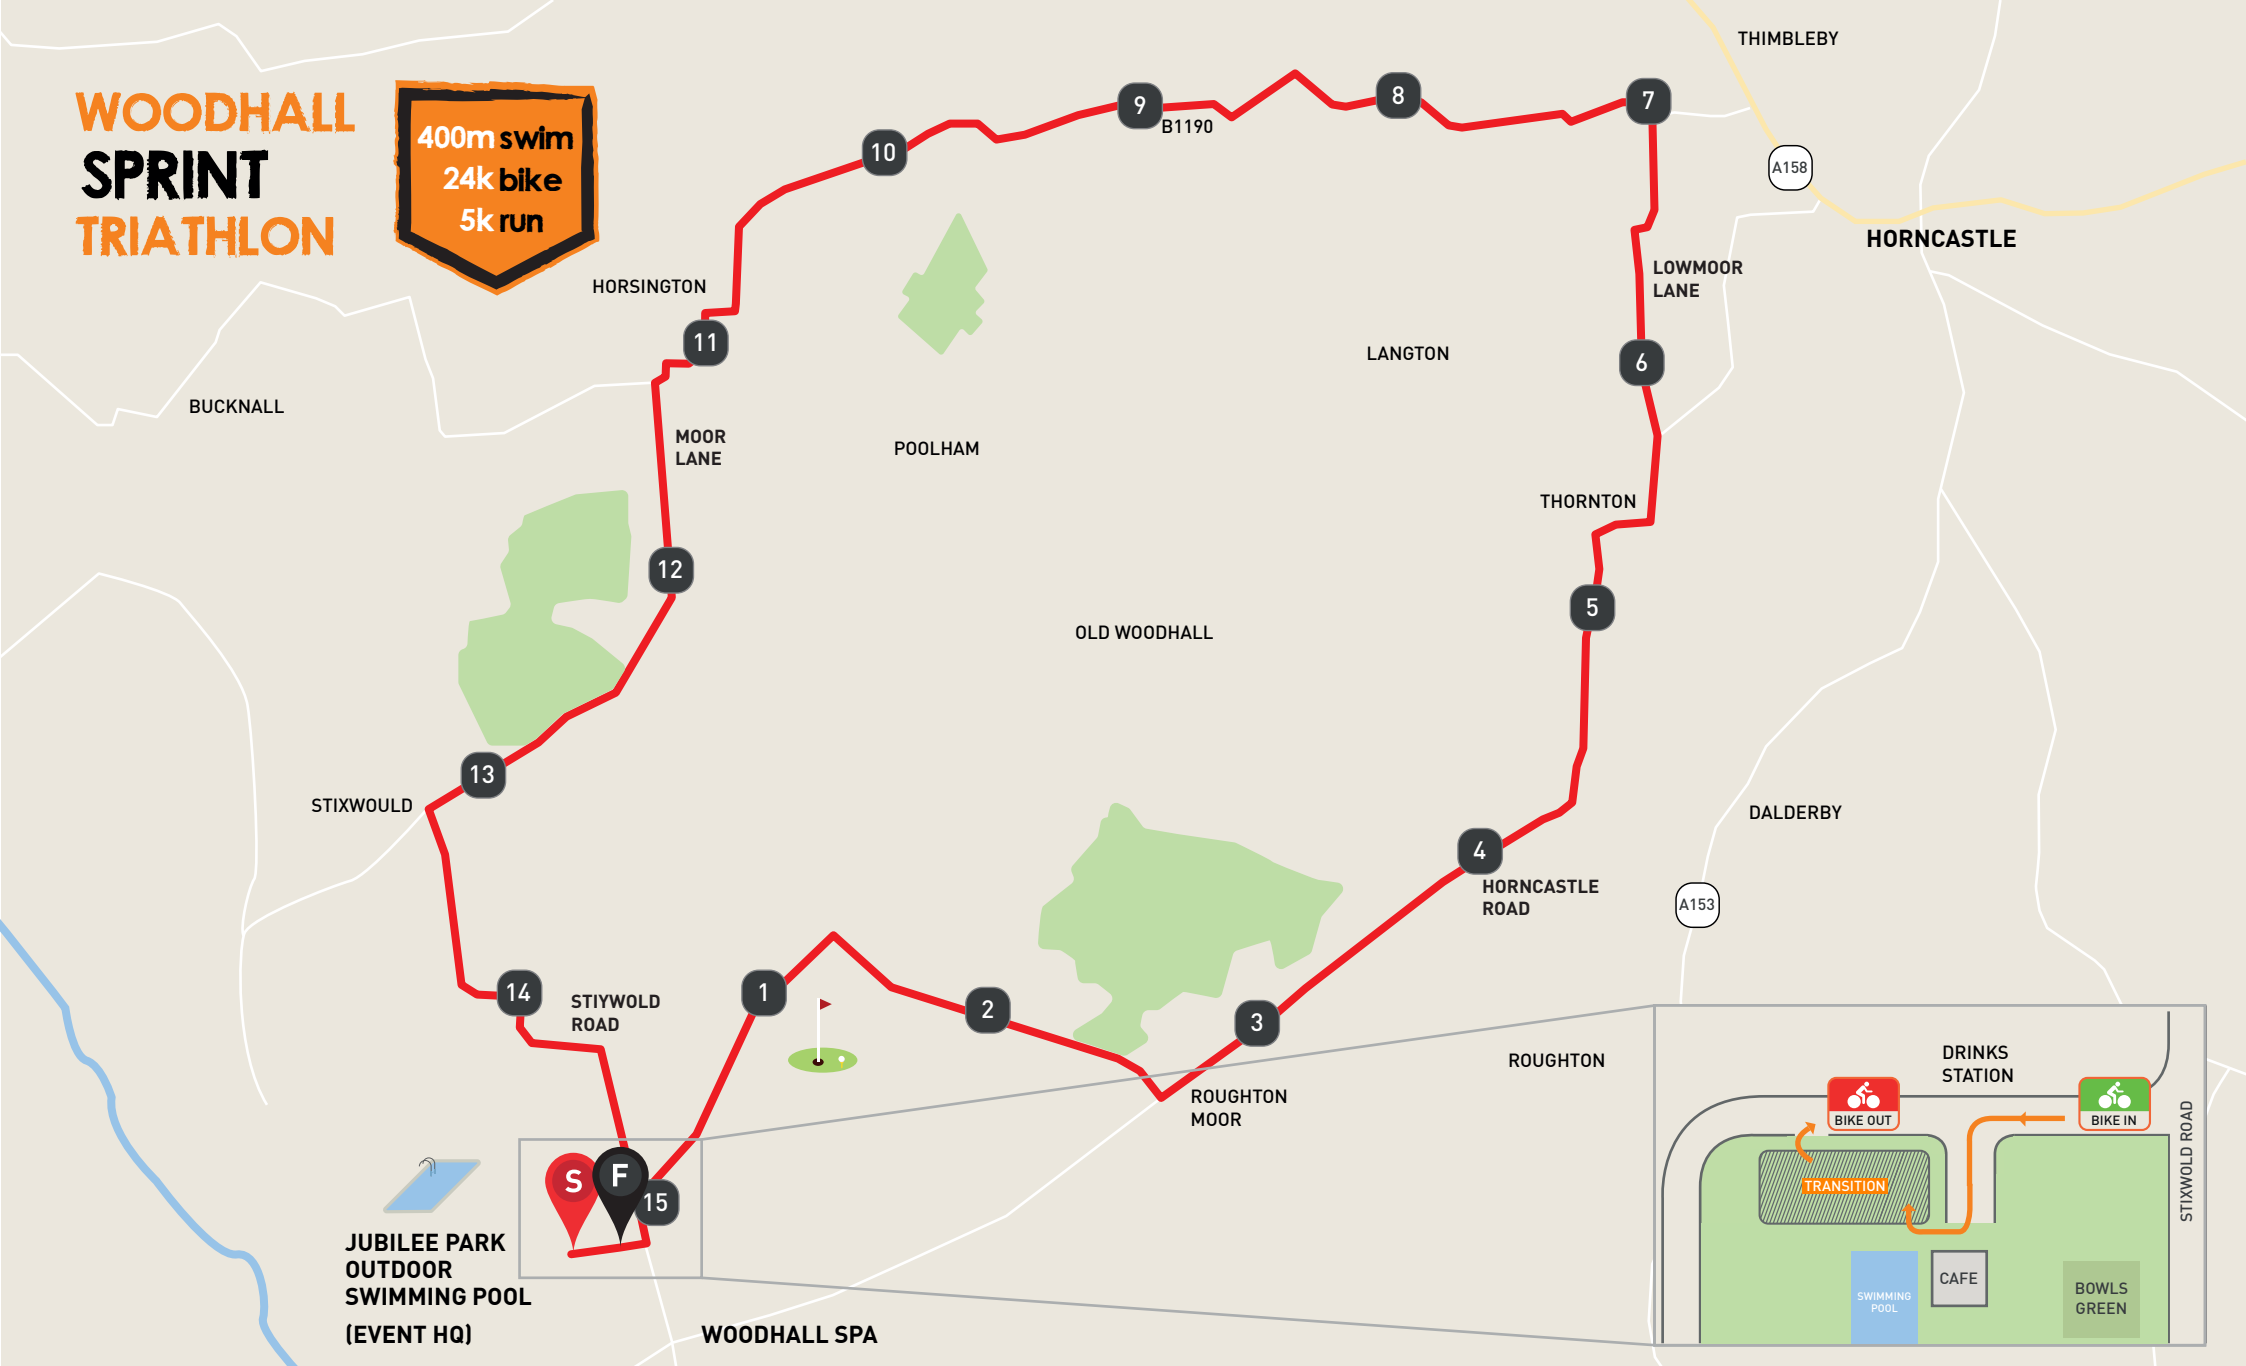 WOODHALL
SPRINT
TRIATHLON
400m swim
24k bike
5k run
THIMBLEBY
A158
HORNCASTLE
7
8
9
B1190
10
LOWMOOR
LANE
HORSINGTON
11
LANGTON
6
BUCKNALL
MOOR
LANE
POOLHAM
THORNTON
12
5
OLD WOODHALL
13
STIXWOULD
DALDERBY
4
HORNCASTLE
ROAD
A153
14
STIYWOLD
ROAD
1
2
3
ROUGHTON
ROUGHTON
MOOR
S
F
15
JUBILEE PARK
OUTDOOR
SWIMMING POOL
(EVENT HQ)
WOODHALL SPA
DRINKS
STATION
BIKE OUT
BIKE IN
STIXWOLD ROAD
TRANSITION
SWIMMING
POOL
CAFE
BOWLS
GREEN